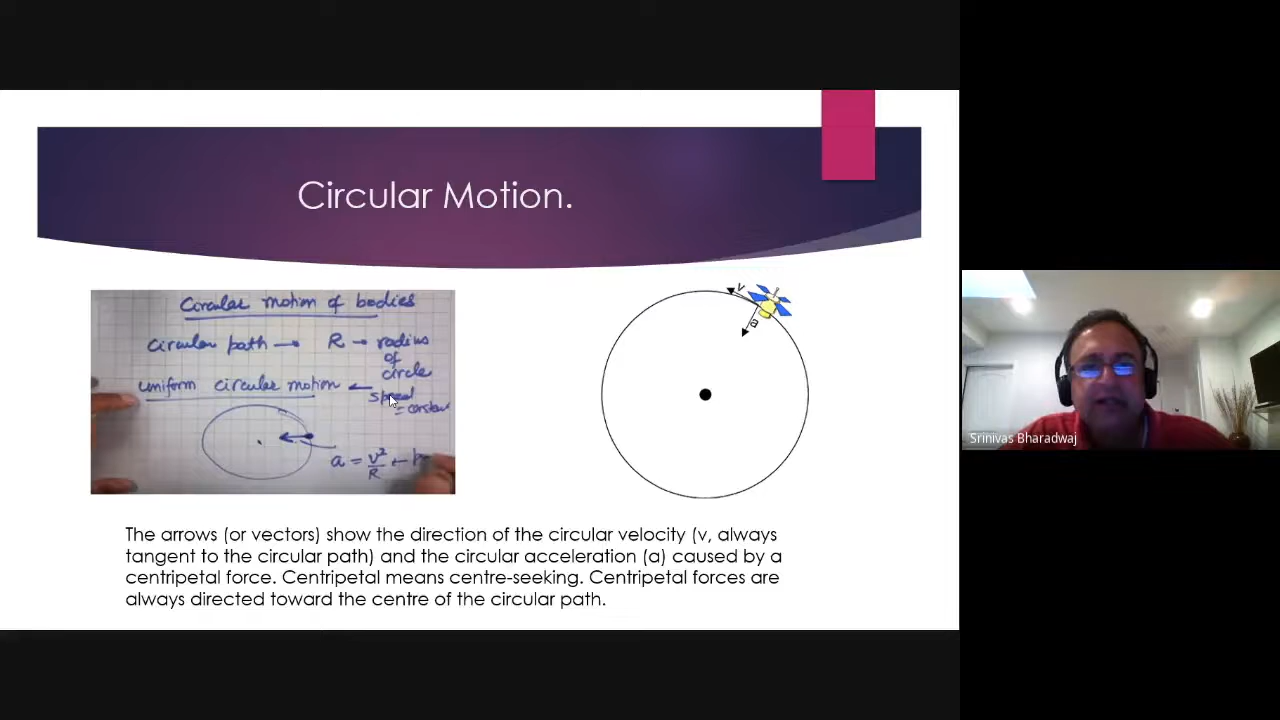 Circular Motion.
Circular motion of bodies
Circular path → R → radius
of
circle
uniform circular motion ←
speed
= constant
a = v²/R ←
v
a
The arrows (or vectors) show the direction of the circular velocity (v, always
tangent to the circular path) and the circular acceleration (a) caused by a
centripetal force. Centripetal means centre-seeking. Centripetal forces are
always directed toward the centre of the circular path.
Srinivas Bharadwaj